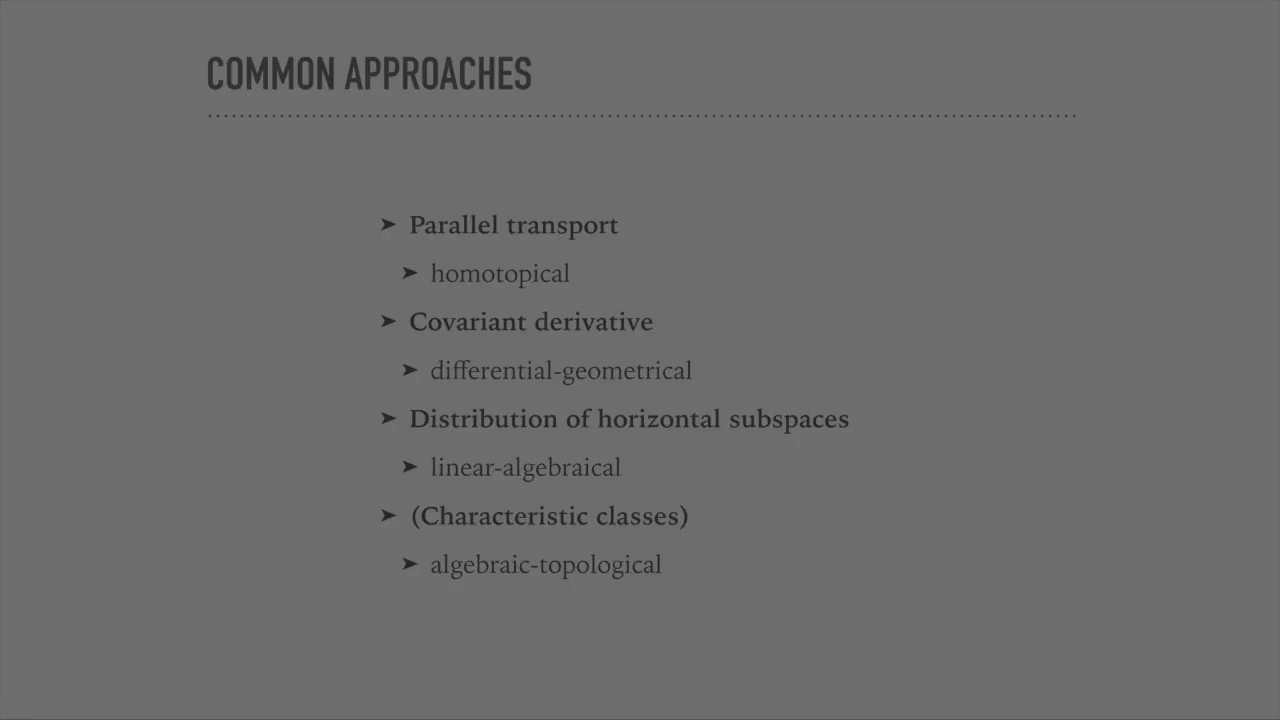 COMMON APPROACHES
➤ Parallel transport
➤ homotopical
➤ Covariant derivative
➤ differential-geometrical
➤ Distribution of horizontal subspaces
➤ linear-algebraical
➤ (Characteristic classes)
➤ algebraic-topological